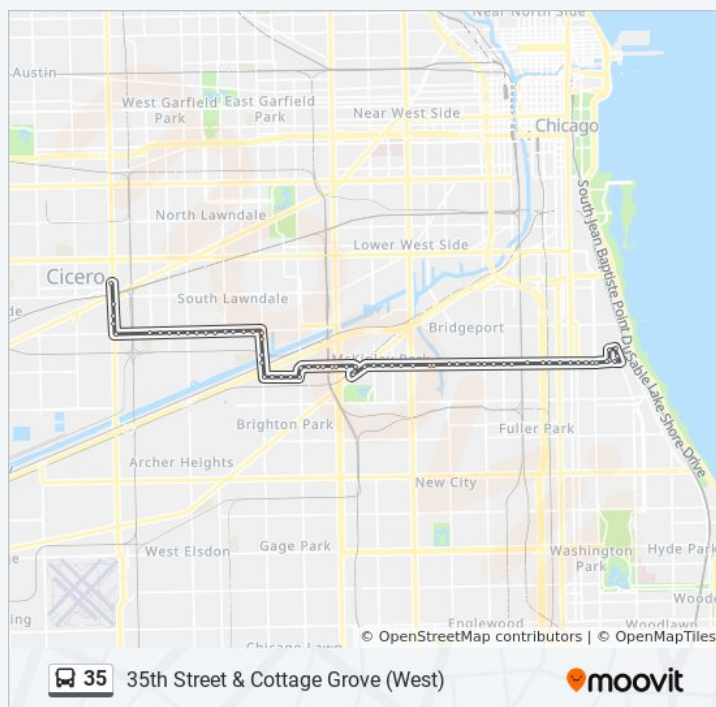 Near North Side
Austin
West Garfield
Park
East Garfield
Park
Near West Side
Chicago
North Lawndale
Lower West Side
Cicero
South Lawndale
Bridgeport
McKinley Park
South Jean Baptiste Point DuSable Lake Shore Drive
Brighton Park
Fuller Park
Archer Heights
New City
West Elsdon
Gage Park
Washington
Park
Hyde Park
Englewood
Woodlawn
Chicago Lawn
© OpenStreetMap contributors | © OpenMapTiles
35
35th Street & Cottage Grove (West)
moovit